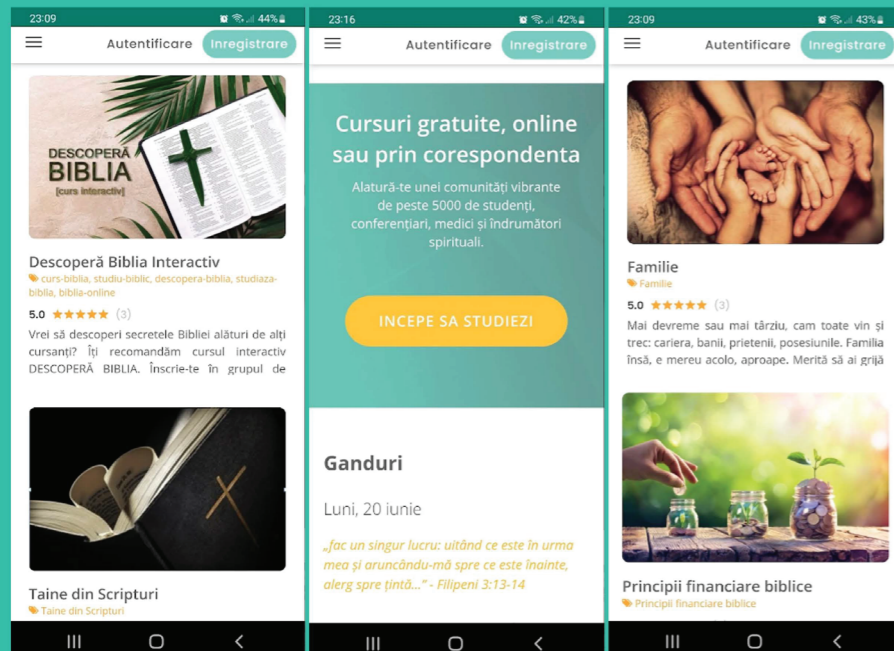 23:09
44%
Autentificare
Inregistrare
DESCOPERĂ
BIBLIA
[curs interactiv]
Descoperă Biblia Interactiv
curs-biblia, studiu-biblic, descopera-biblia, studiaza-
biblia, biblia-online
5.0 (3)
Vrei să descoperi secretele Bibliei alături de alți
cursanți? Îți recomandăm cursul interactiv
DESCOPERĂ BIBLIA. Înscrie-te în grupul de
Taine din Scripturi
Taine din Scripturi
23:16
42%
Autentificare
Inregistrare
Cursuri gratuite, online
sau prin corespondenta
Alatură-te unei comunități vibrante
de peste 5000 de studenți,
conferențiari, medici și îndrumători
spirituali.
INCEPE SA STUDIEZI
Ganduri
Luni, 20 iunie
„fac un singur lucru: uitând ce este în urma
mea și aruncându-mă spre ce este înainte,
alerg spre țintă...” - Filipeni 3:13-14
23:09
43%
Autentificare
Inregistrare
Familie
Familie
5.0 (3)
Mai devreme sau mai târziu, cam toate vin și
trec: cariera, banii, prietenii, posesiunile. Familia
însă, e mereu acolo, aproape. Merită să ai grijă
Principii financiare biblice
Principii financiare biblice